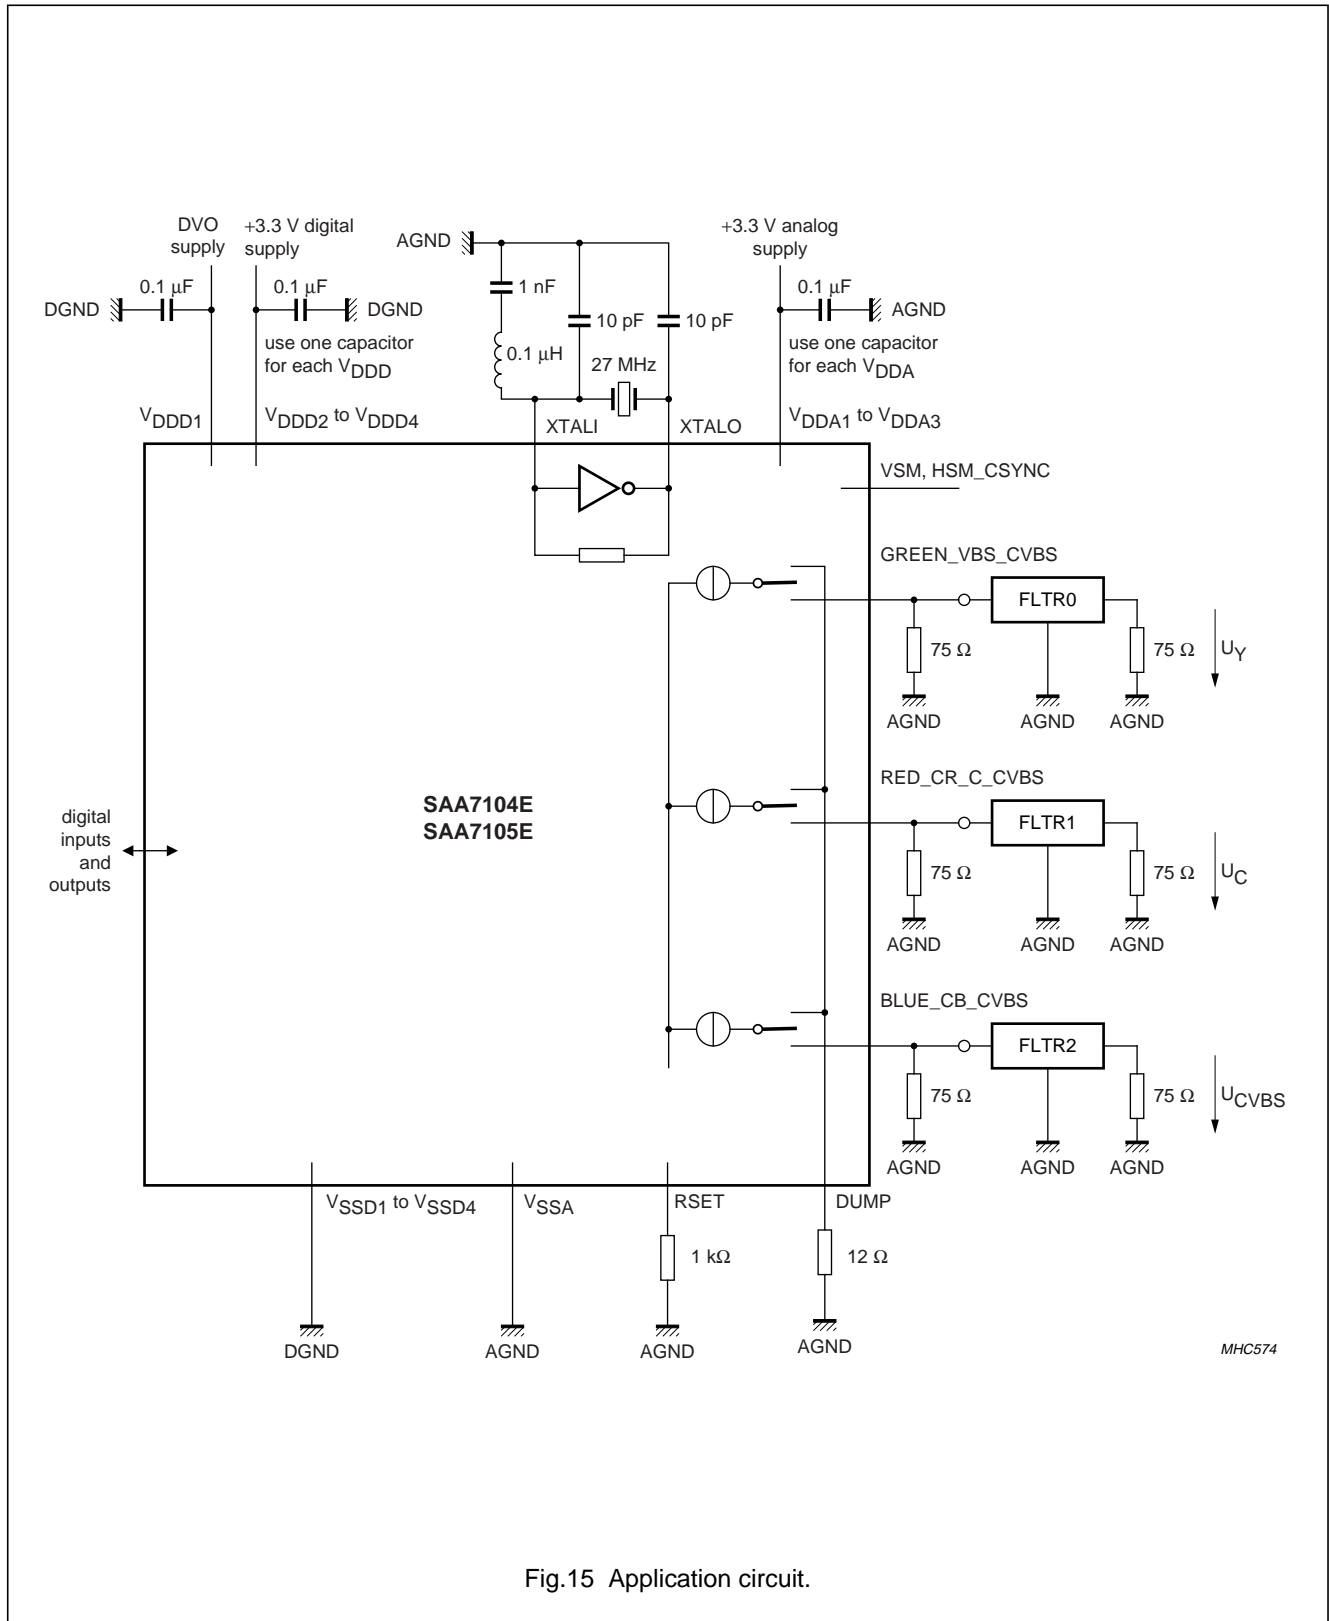 DVO
supply
+3.3 V digital
supply
AGND
+3.3 V analog
supply
0.1 μF
0.1 μF
1 nF
0.1 μF
DGND
DGND
10 pF
10 pF
AGND
use one capacitor
for each VDDD
0.1 μH
27 MHz
use one capacitor
for each VDDA
VDDD1
VDDD2 to VDDD4
XTALI
XTALO
VDDA1 to VDDA3
VSM, HSM_CSYNC
GREEN_VBS_CVBS
FLTR0
75 Ω
75 Ω
UY
AGND
AGND
AGND
RED_CR_C_CVBS
SAA7104E
SAA7105E
FLTR1
digital
inputs
and
outputs
75 Ω
75 Ω
UC
AGND
AGND
AGND
BLUE_CB_CVBS
FLTR2
75 Ω
75 Ω
UCVBS
AGND
AGND
AGND
VSSD1 to VSSD4
VSSA
RSET
DUMP
1 kΩ
12 Ω
DGND
AGND
AGND
AGND
MHC574
Fig.15 Application circuit.